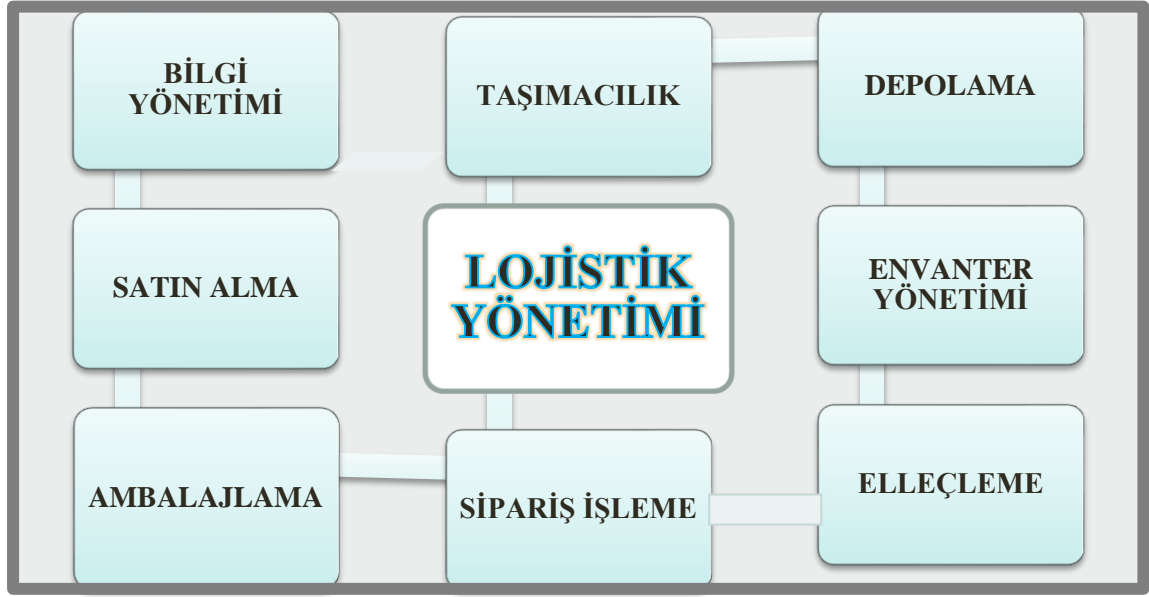 BİLGİ
YÖNETİMİ
TAŞIMACILIK
DEPOLAMA
SATIN ALMA
LOJİSTİK
YÖNETİMİ
ENVANTER
YÖNETİMİ
AMBALAJLAMA
SİPARİŞ İŞLEME
ELLEÇLEME